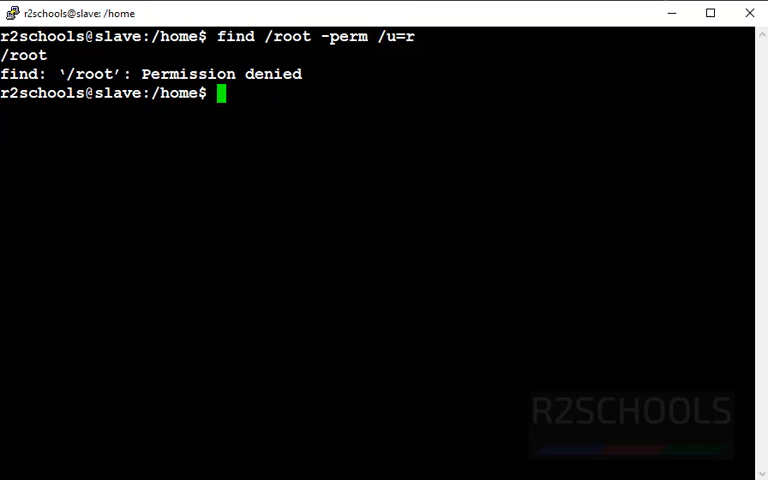 r2schools@slave: /home
r2schools@slave:/home$ find /root -perm /u=r
/root
find: ‘/root’: Permission denied
r2schools@slave:/home$
R2SCHOOLS